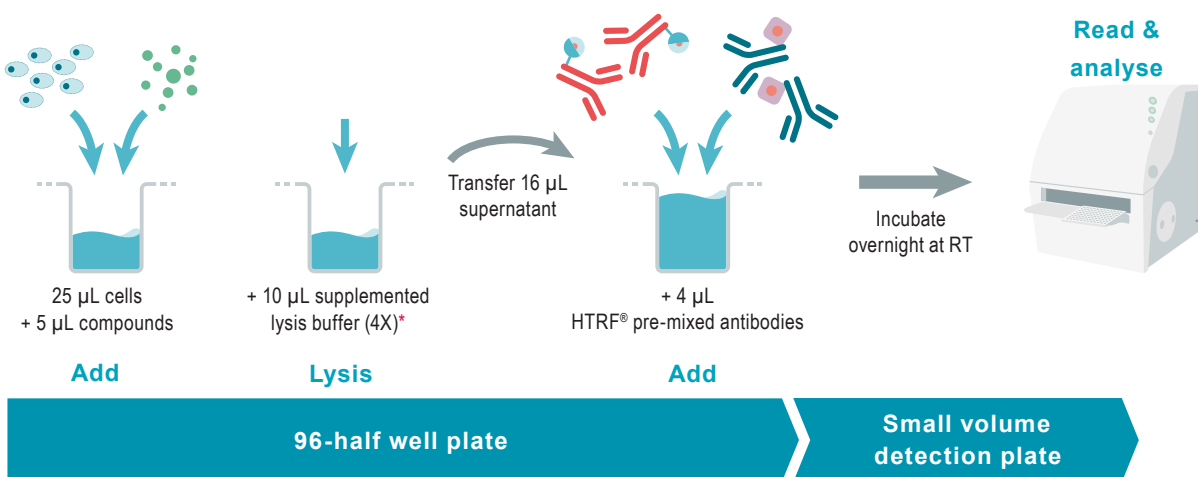 25 µL cells
+ 5 µL compounds
Add
+ 10 µL supplemented
lysis buffer (4X)*
Lysis
Transfer 16 µL
supernatant
+ 4 µL
HTRF® pre-mixed antibodies
Add
Incubate
overnight at RT
Read &
analyse
96-half well plate
Small volume
detection plate